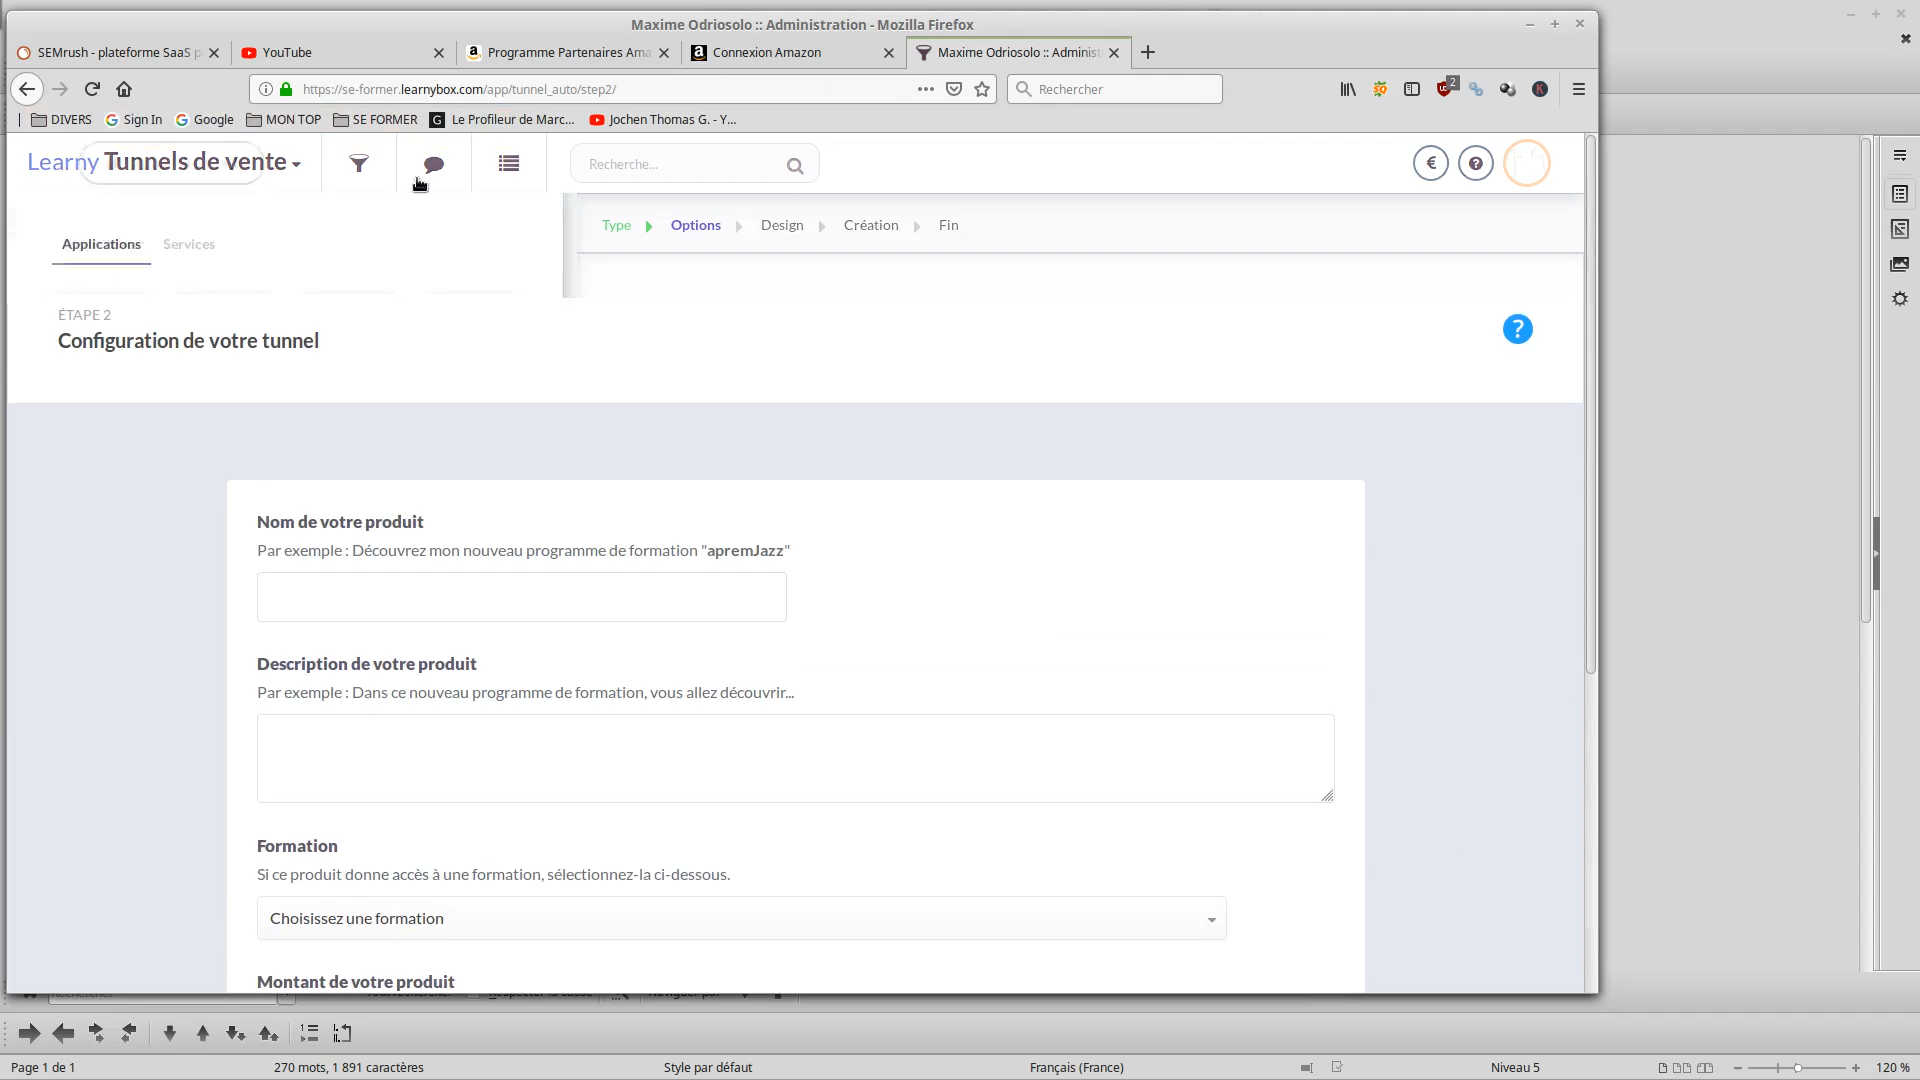 Maxime Odriosolo :: Administration - Mozilla Firefox
SEMrush - plateforme SaaS p
YouTube
Programme Partenaires Ama
Connexion Amazon
Maxime Odriosolo :: Administ
https://se-former.learnybox.com/app/tunnel_auto/step2/
Rechercher
2
DIVERS
Sign In
Google
MON TOP
SE FORMER
Le Profileur de Marc...
Jochen Thomas G. - Y...
Learny Tunnels de vente
Recherche...
€
?
Type
Options
Design
Création
Fin
Applications
Services
ÉTAPE 2
Configuration de votre tunnel
?
Nom de votre produit
Par exemple : Découvrez mon nouveau programme de formation "apremJazz"
Description de votre produit
Par exemple : Dans ce nouveau programme de formation, vous allez découvrir...
Formation
Si ce produit donne accès à une formation, sélectionnez-la ci-dessous.
Choisissez une formation
Montant de votre produit
Page 1 de 1
270 mots, 1 891 caractères
Style par défaut
Français (France)
Niveau 5
120 %